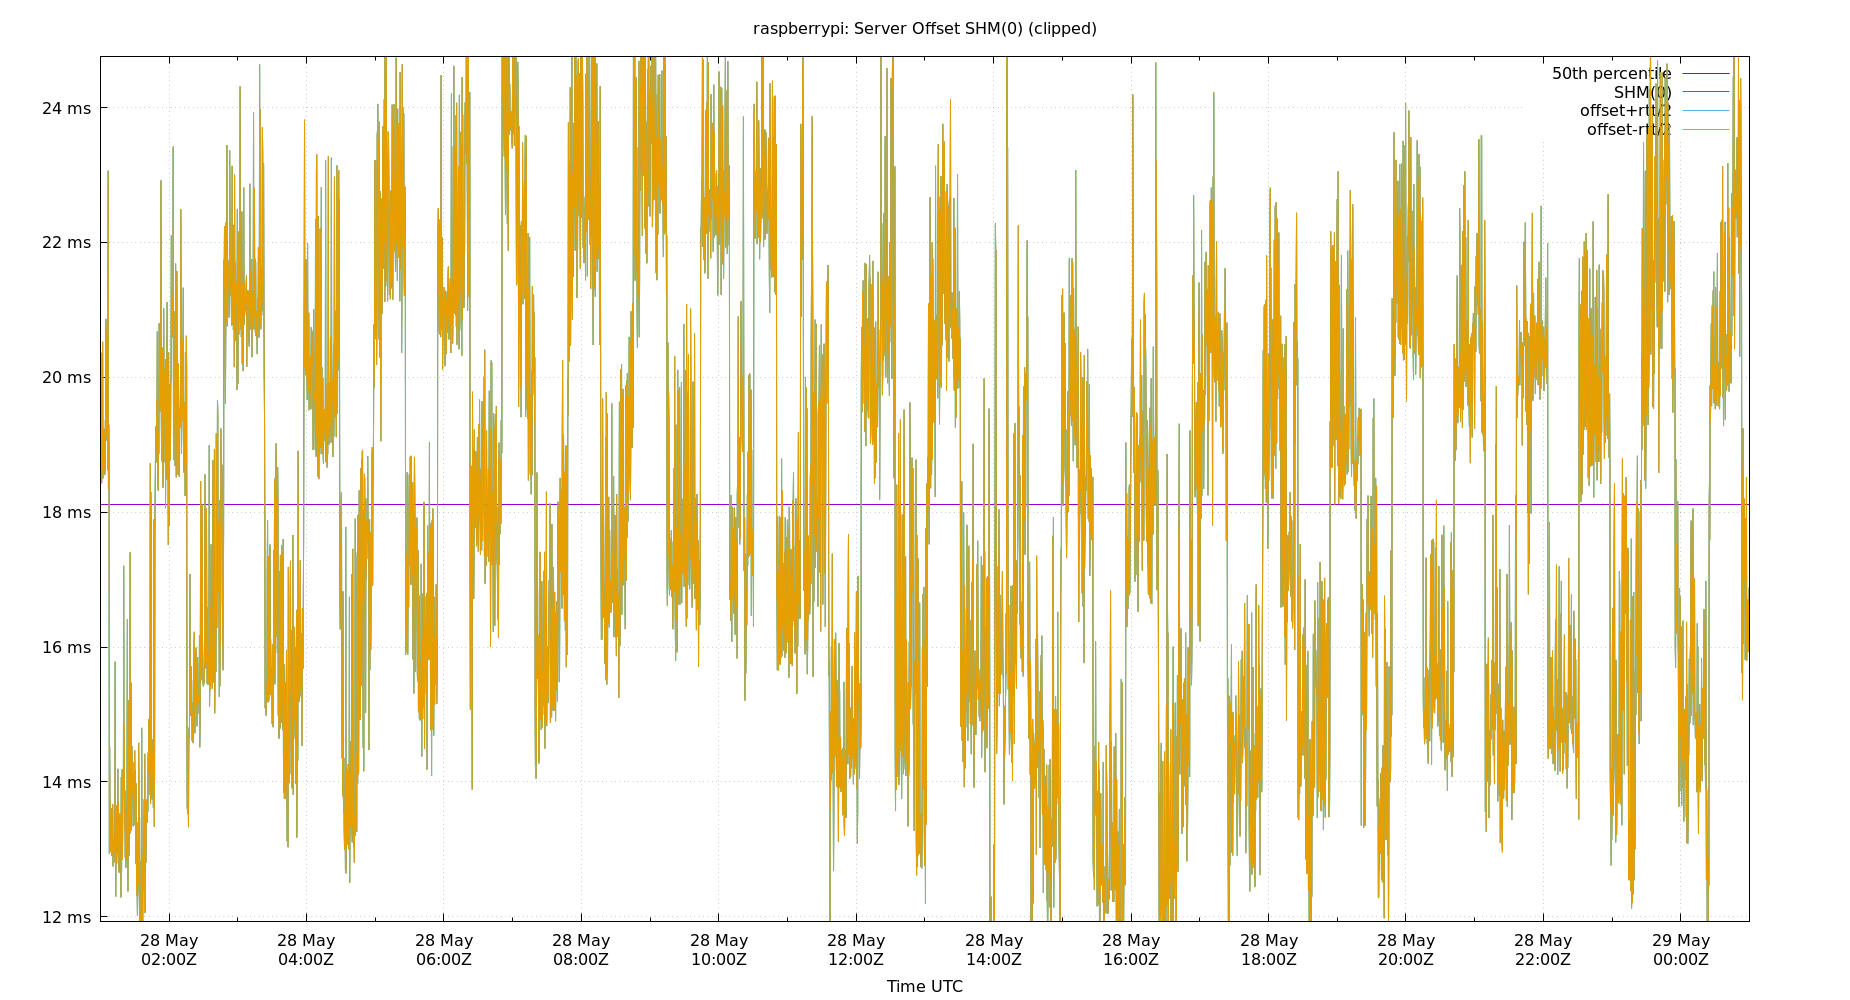 raspberrypi: Server Offset SHM(0) (clipped)
50th percentile
SHM(0)
offset+rtt/2
offset-rtt/2
24 ms
22 ms
20 ms
18 ms
16 ms
14 ms
12 ms
28 May 28 May 28 May 28 May 28 May 28 May 28 May 28 May 28 May 28 May 28 May 29 May
02:00Z 04:00Z 06:00Z 08:00Z 10:00Z 12:00Z 14:00Z 16:00Z 18:00Z 20:00Z 22:00Z 00:00Z
Time UTC